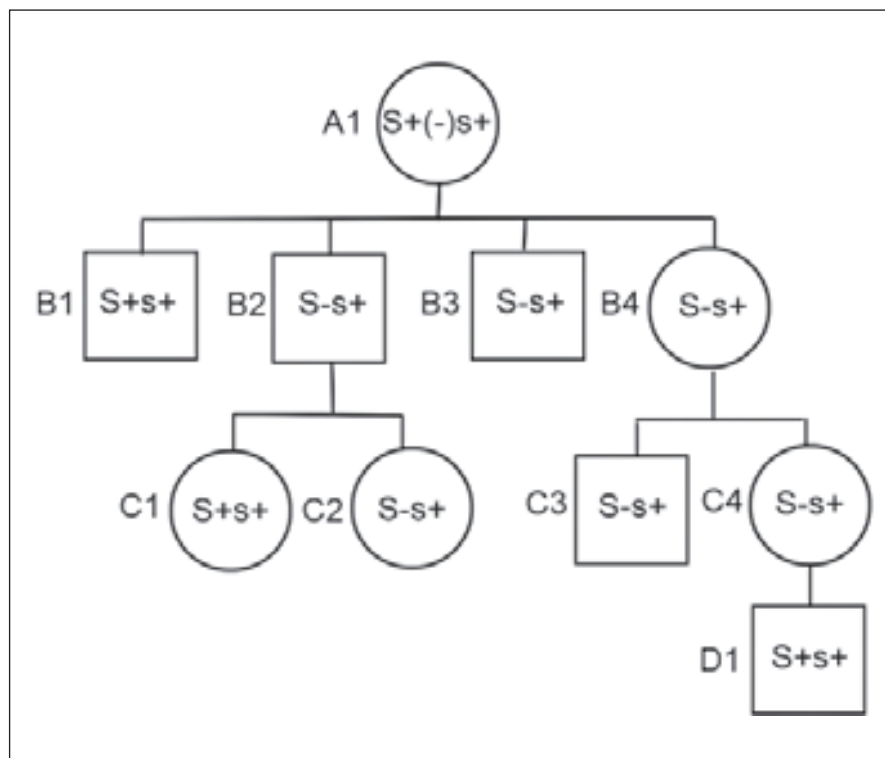 A1 S+(-)s+
B1 S+s+ B2 S-s+ B3 S-s+ B4 S-s+
C1 S+s+ C2 S-s+ C3 S-s+ C4 S-s+
D1 S+s+